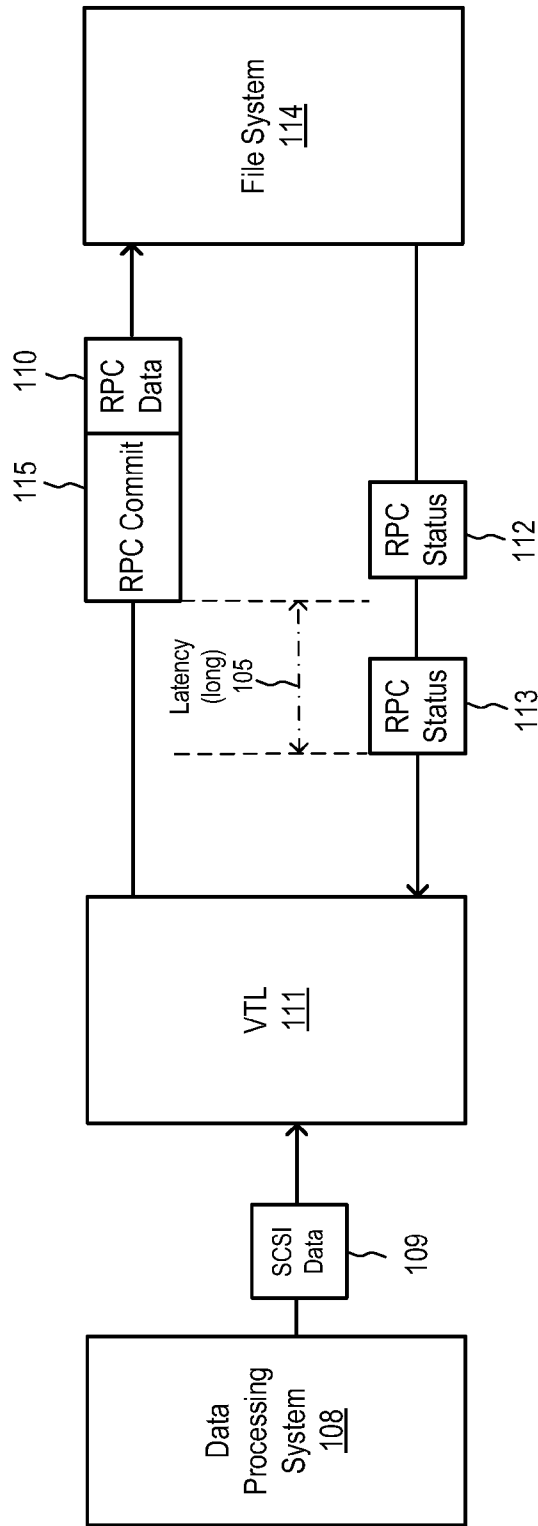 Data
Processing
System
108
SCSI
Data
109
VTL
111
115
110
RPC Commit
RPC
Data
Latency
(long)
105
RPC
Status
113
RPC
Status
112
File System
114